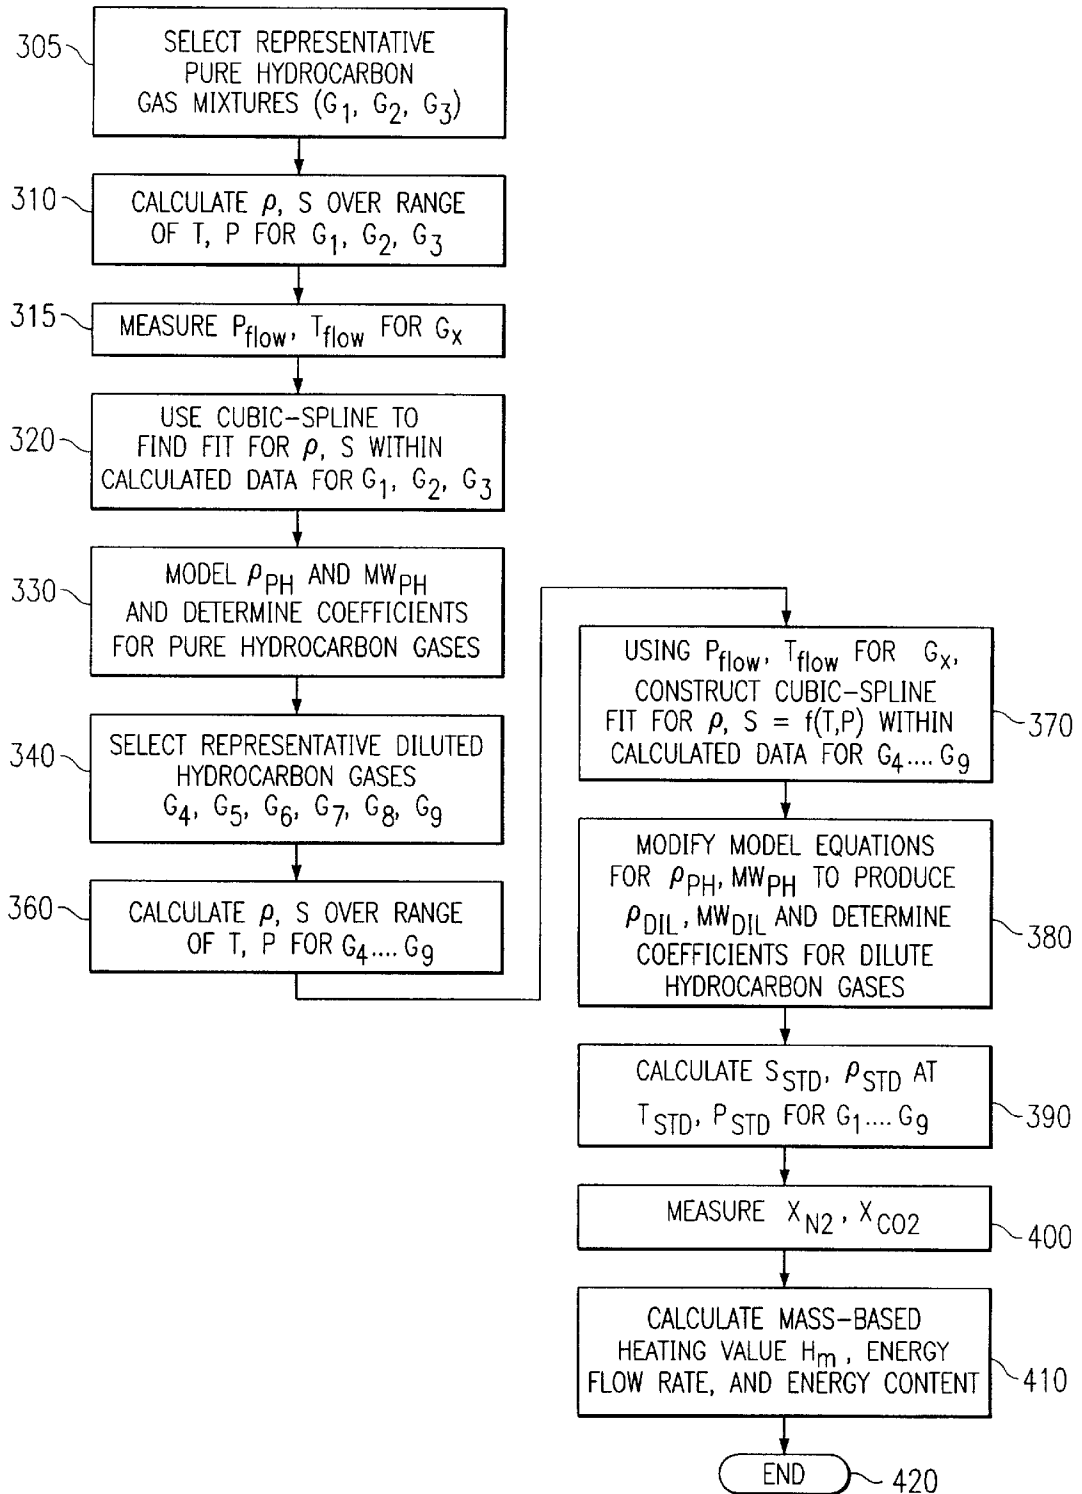 305
SELECT REPRESENTATIVE
PURE HYDROCARBON
GAS MIXTURES (G1, G2, G3)
310
CALCULATE ρ, S OVER RANGE
OF T, P FOR G1, G2, G3
315
MEASURE Pflow, Tflow FOR Gx
320
USE CUBIC-SPLINE TO
FIND FIT FOR ρ, S WITHIN
CALCULATED DATA FOR G1, G2, G3
330
MODEL ρPH AND MWPH
AND DETERMINE COEFFICIENTS
FOR PURE HYDROCARBON GASES
340
SELECT REPRESENTATIVE DILUTED
HYDROCARBON GASES
G4, G5, G6, G7, G8, G9
360
CALCULATE ρ, S OVER RANGE
OF T, P FOR G4.... G9
USING Pflow, Tflow FOR Gx,
CONSTRUCT CUBIC-SPLINE
FIT FOR ρ, S = f(T,P) WITHIN
CALCULATED DATA FOR G4.... G9
370
MODIFY MODEL EQUATIONS
FOR ρPH, MWPH TO PRODUCE
ρDIL, MWDIL AND DETERMINE
COEFFICIENTS FOR DILUTE
HYDROCARBON GASES
380
CALCULATE SSTD, ρSTD AT
TSTD, PSTD FOR G1.... G9
390
MEASURE XN2, XCO2
400
CALCULATE MASS-BASED
HEATING VALUE Hm, ENERGY
FLOW RATE, AND ENERGY CONTENT
410
END
420